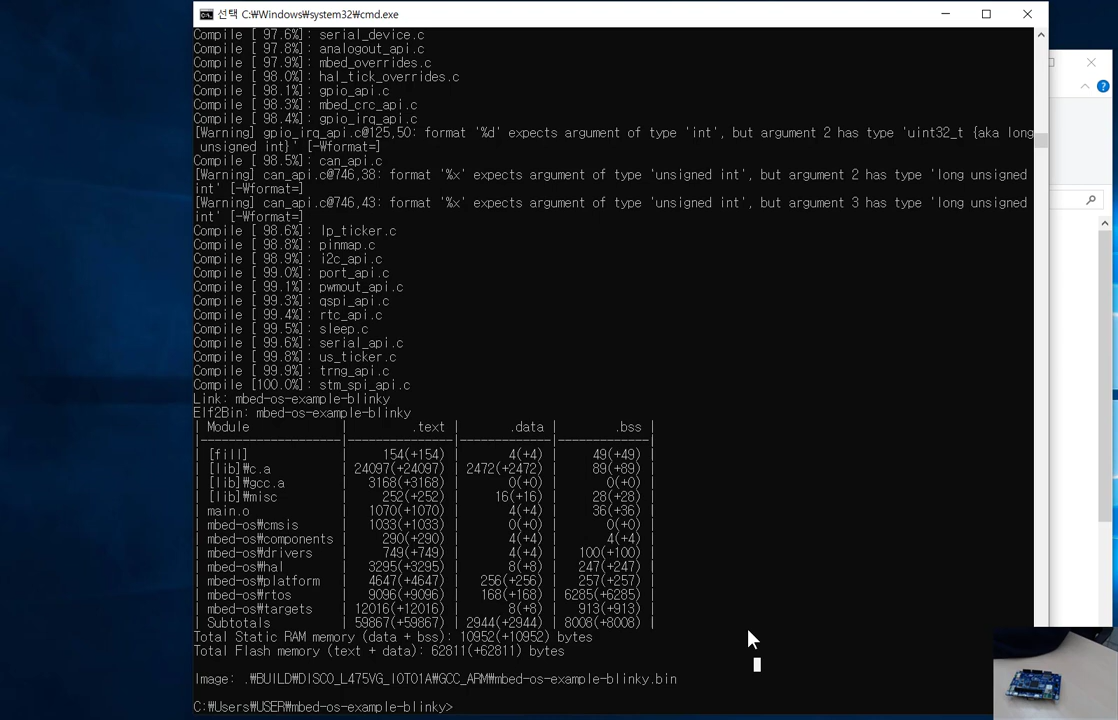 선택 C:₩Windows₩system32₩cmd.exe
Compile [ 97.6%]: serial_device.c
Compile [ 97.8%]: analogout_api.c
Compile [ 97.9%]: mbed_overrides.c
Compile [ 98.0%]: hal_tick_overrides.c
Compile [ 98.1%]: gpio_api.c
Compile [ 98.3%]: mbed_crc_api.c
Compile [ 98.4%]: gpio_irq_api.c
[Warning] gpio_irq_api.c@125,50: format '%d' expects argument of type 'int', but argument 2 has type 'uint32_t {aka long
 unsigned int}' [-Wformat=]
Compile [ 98.5%]: can_api.c
[Warning] can_api.c@746,38: format '%x' expects argument of type 'unsigned int', but argument 2 has type 'long unsigned
int' [-Wformat=]
[Warning] can_api.c@746,43: format '%x' expects argument of type 'unsigned int', but argument 3 has type 'long unsigned
int' [-Wformat=]
Compile [ 98.6%]: lp_ticker.c
Compile [ 98.8%]: pinmap.c
Compile [ 98.9%]: i2c_api.c
Compile [ 99.0%]: port_api.c
Compile [ 99.1%]: pwmout_api.c
Compile [ 99.3%]: qspi_api.c
Compile [ 99.4%]: rtc_api.c
Compile [ 99.5%]: sleep.c
Compile [ 99.6%]: serial_api.c
Compile [ 99.8%]: us_ticker.c
Compile [ 99.9%]: trng_api.c
Compile [100.0%]: stm_spi_api.c
Link: mbed-os-example-blinky
Elf2Bin: mbed-os-example-blinky
| Module | .text | .data | .bss |
|---------------------|---------------|-------------|-------------|
| [fill] | 154(+154) | 4(+4) | 49(+49) |
| [lib]₩c.a | 24097(+24097) | 2472(+2472) | 89(+89) |
| [lib]₩gcc.a | 3168(+3168) | 0(+0) | 0(+0) |
| [lib]₩misc | 252(+252) | 16(+16) | 28(+28) |
| main.o | 1070(+1070) | 4(+4) | 36(+36) |
| mbed-os₩cmsis | 1033(+1033) | 0(+0) | 0(+0) |
| mbed-os₩components | 290(+290) | 4(+4) | 4(+4) |
| mbed-os₩drivers | 749(+749) | 4(+4) | 100(+100) |
| mbed-os₩hal | 3295(+3295) | 8(+8) | 247(+247) |
| mbed-os₩platform | 4647(+4647) | 256(+256) | 257(+257) |
| mbed-os₩rtos | 9096(+9096) | 168(+168) | 6285(+6285) |
| mbed-os₩targets | 12016(+12016) | 8(+8) | 913(+913) |
| Subtotals | 59867(+59867) | 2944(+2944) | 8008(+8008) |
Total Static RAM memory (data + bss): 10952(+10952) bytes
Total Flash memory (text + data): 62811(+62811) bytes
Image: .₩BUILD₩DISCO_L475VG_IOT01A₩GCC_ARM₩mbed-os-example-blinky.bin
C:₩Users₩USER₩mbed-os-example-blinky>